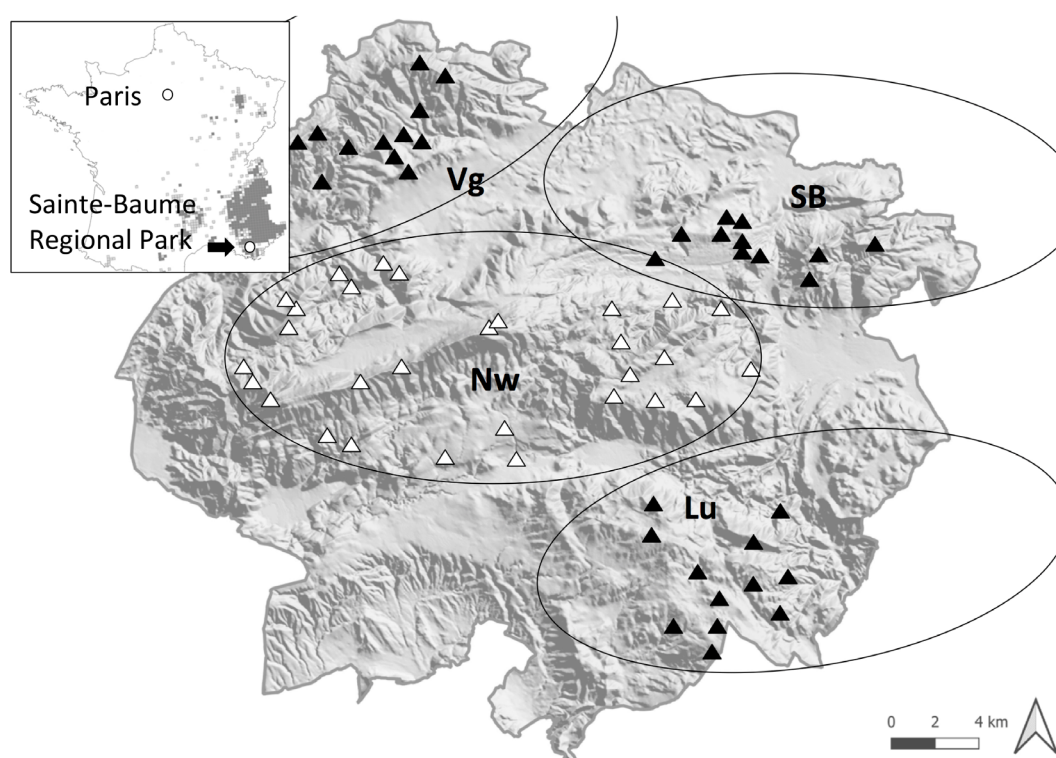 Paris
Sainte-Baume
Regional Park
Vg
SB
Nw
Lu
0 2 4 km